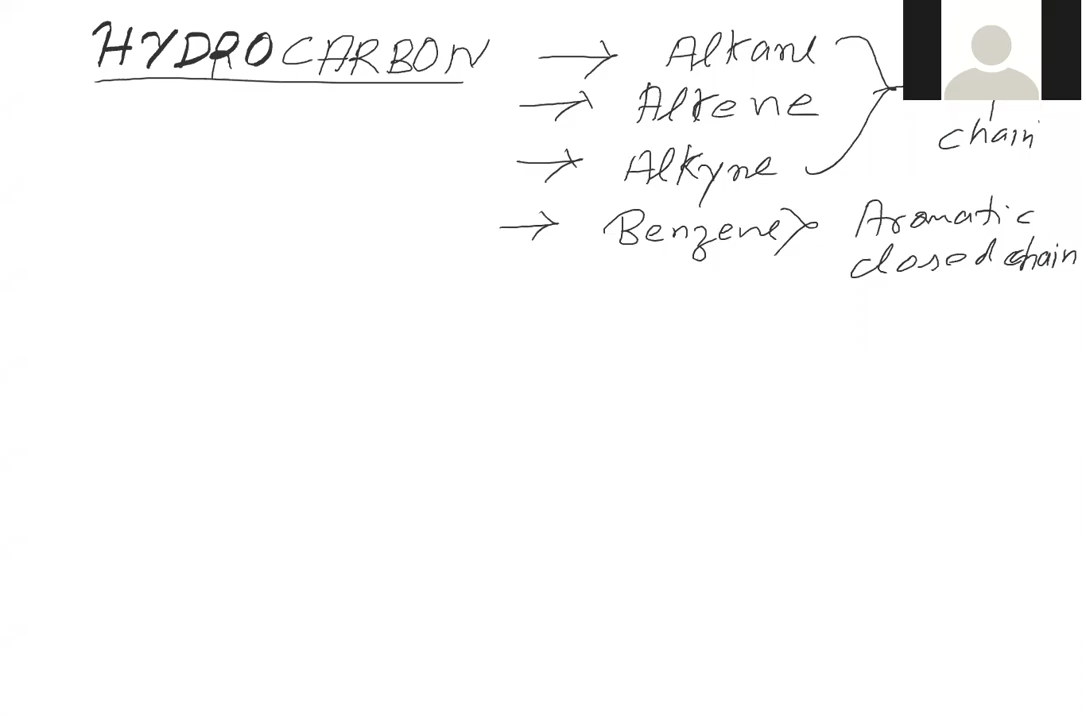 HYDROCARBON → Alkane
→ Alkene
chain
→ Alkyne
→ Benzene Aromatic
closed chain